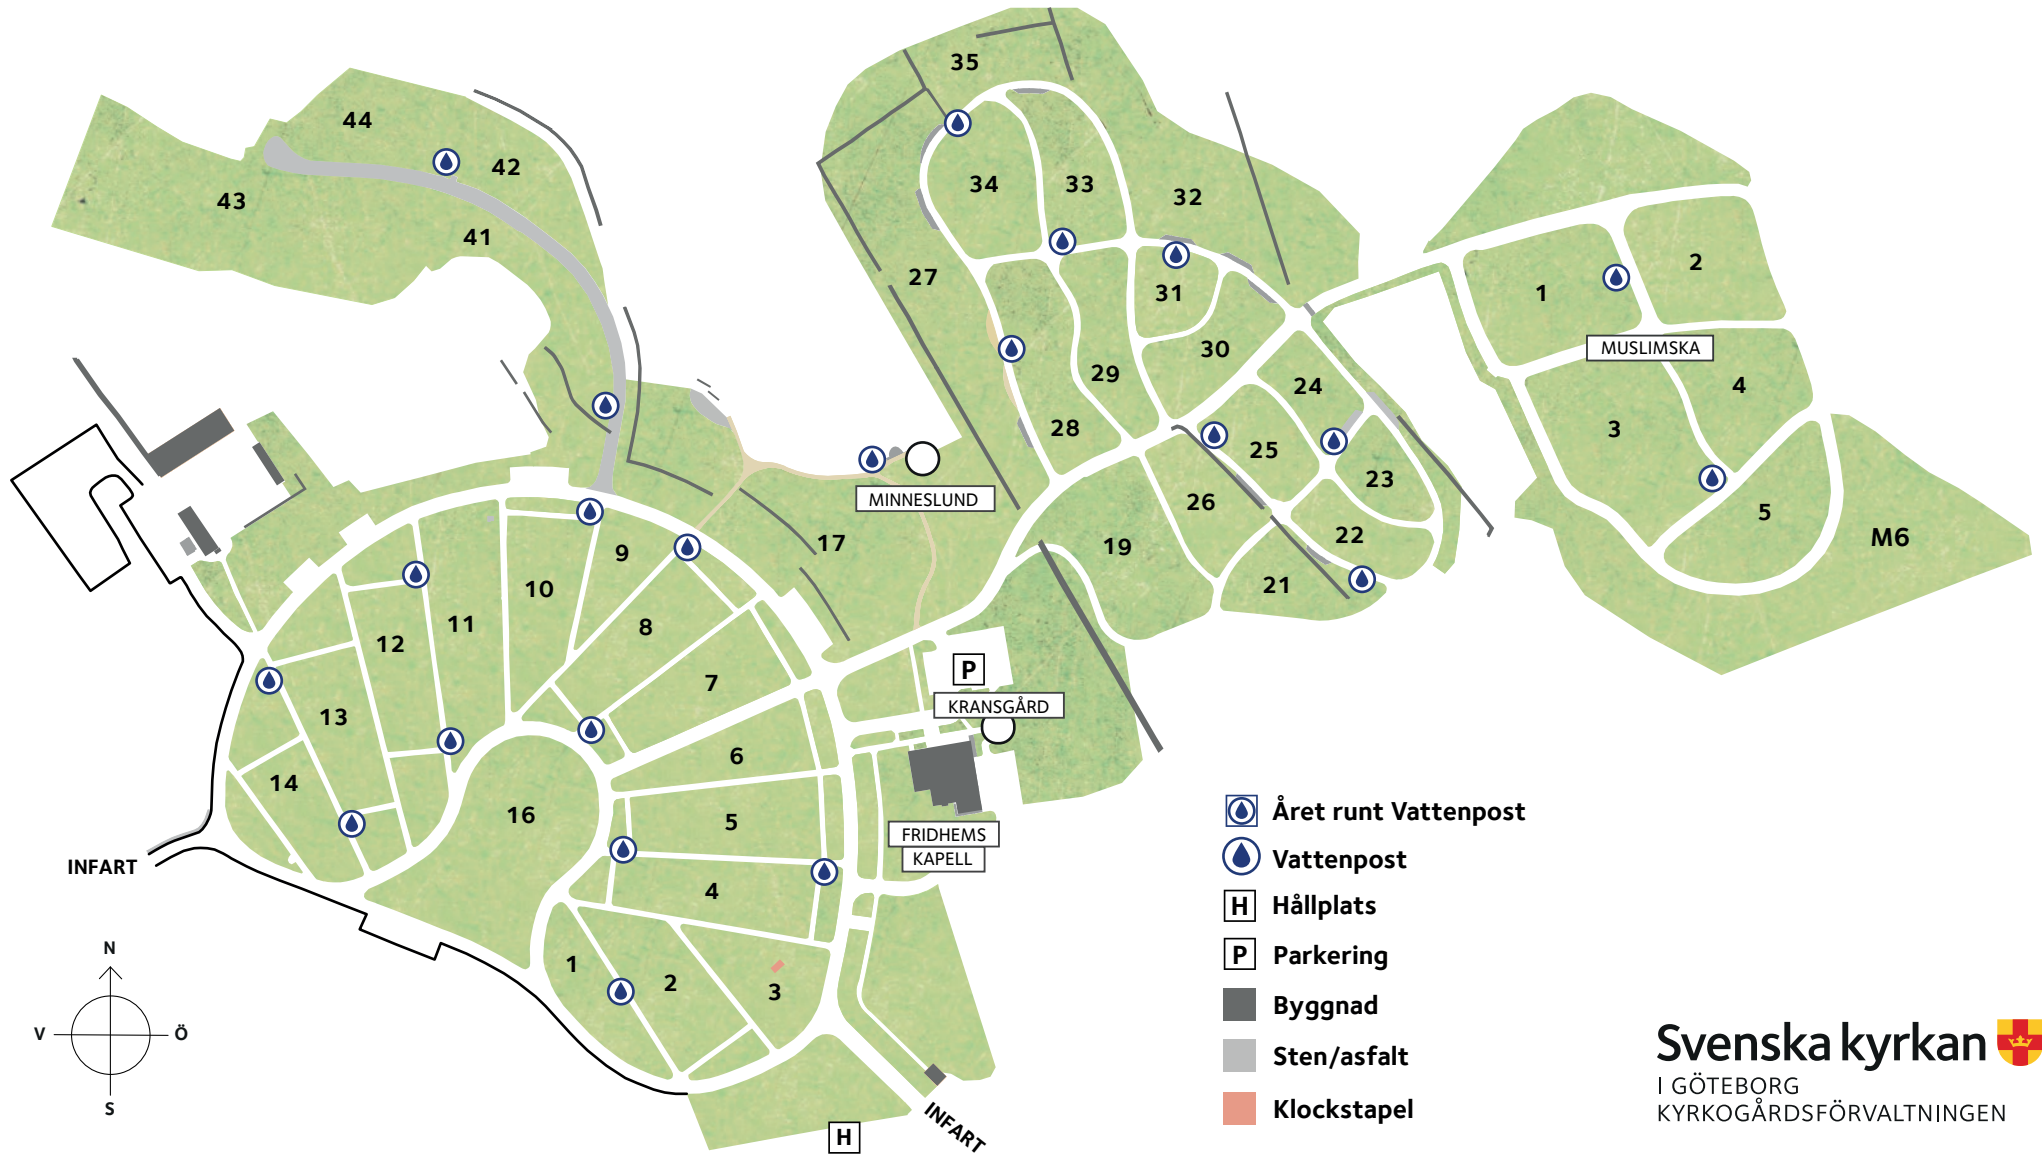 35
44
42
43
41
34
33
32
27
31
30
29
28
24
25
23
26
22
21
19
1
2
MUSLIMSKA
3
4
5
M6
MINNESLUND
17
9
10
11
12
8
7
13
14
6
16
5
4
1
2
3
P
KRANSGÅRD
FRIDHEMS
KAPELL
INFART
N
V
Ö
S
H
INFART
Året runt Vattenpost
Vattenpost
H Hållplats
P Parkering
Byggnad
Sten/asfalt
Klockstapel
Svenska kyrkan
I GÖTEBORG
KYRKOGÅRDSFÖRVALTNINGEN